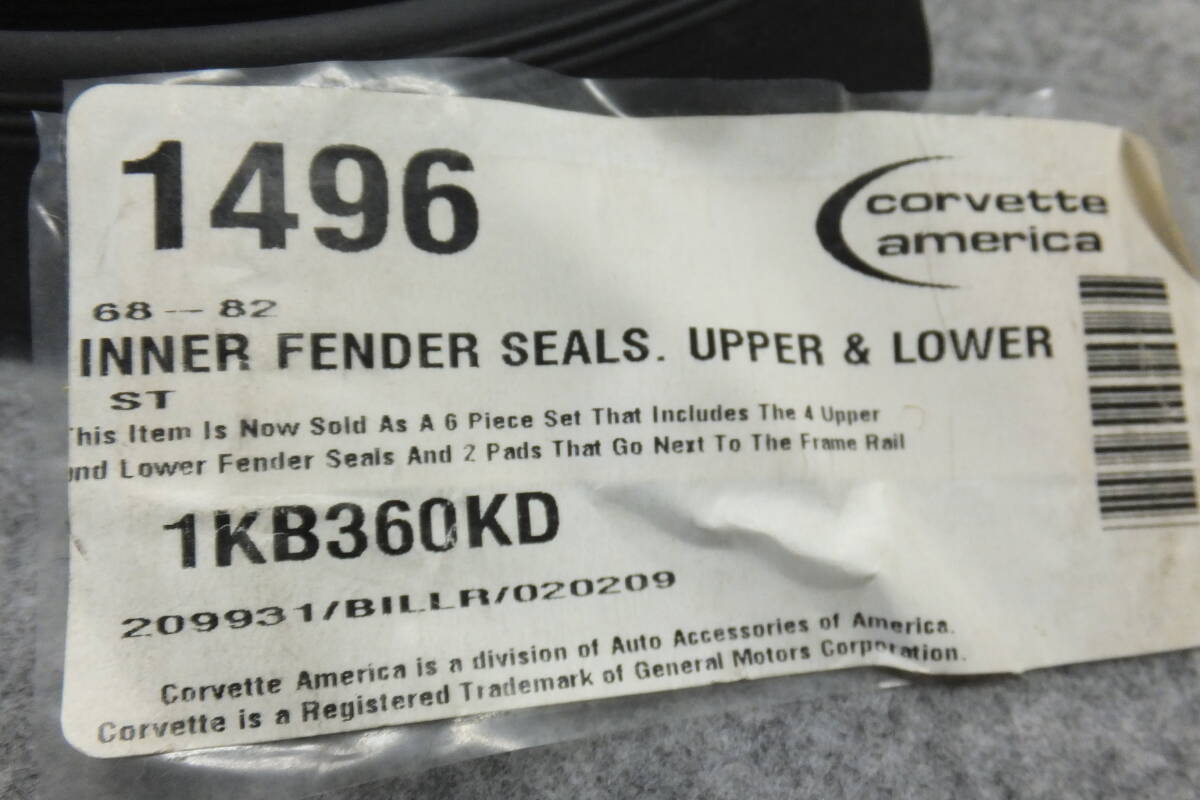 1496
corvette
america
68 - 82
INNER FENDER SEALS. UPPER & LOWER
ST
This Item Is Now Sold As A 6 Piece Set That Includes The 4 Upper
and Lower Fender Seals And 2 Pads That Go Next To The Frame Rail
1KB360KD
209931/BILLR/020209
Corvette America is a division of Auto Accessories of America.
Corvette is a Registered Trademark of General Motors Corporation.